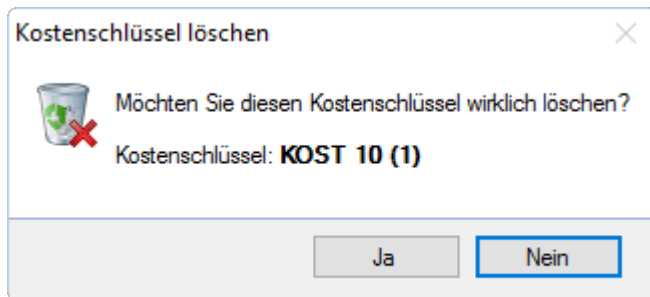 Kostenschlüssel löschen
Möchten Sie diesen Kostenschlüssel wirklich löschen?
Kostenschlüssel: KOST 10 (1)
Ja Nein